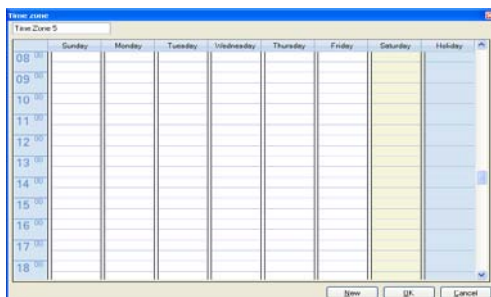 Time zone
Time Zone 5
Sunday Monday Tuesday Wednesday Thursday Friday Saturday Holiday
08 00
09 00
10 00
11 00
12 00
13 00
14 00
15 00
16 00
17 00
18 00
New OK Cancel